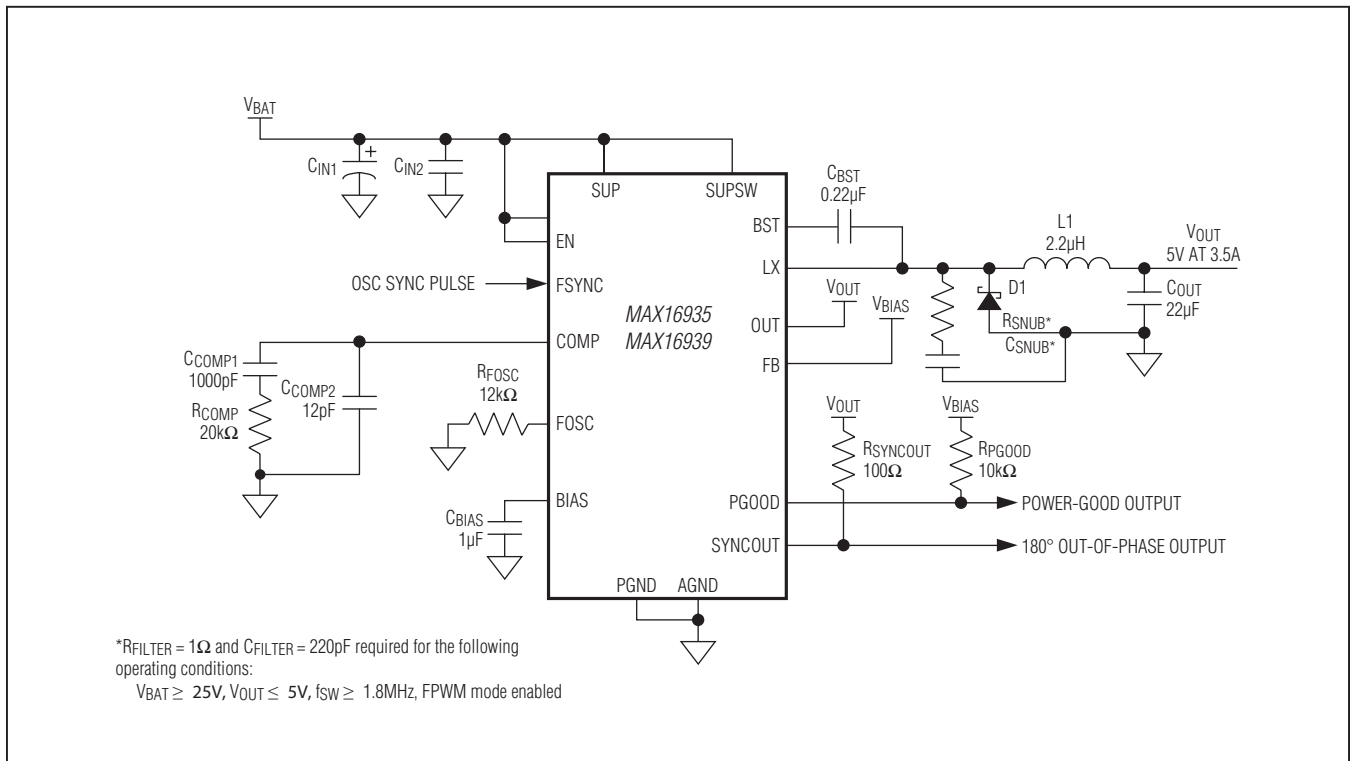 VBAT
CIN1
+
CIN2
SUP
SUPSW
CBST
0.22µF
BST
EN
LX
L1
2.2µH
VOUT
5V AT 3.5A
OSC SYNC PULSE
FSYNC
MAX16935
MAX16939
VOUT
VBIAS
D1
RSNUB*
CSNUB*
COUT
22µF
OUT
COMP
FB
CCOMP1
1000pF
CCOMP2
12pF
RCOMP
20kΩ
RFOSC
12kΩ
FOSC
VOUT
VBIAS
RSYNCOUT
100Ω
RPGOOD
10kΩ
BIAS
CBIAS
1µF
PGOOD
POWER-GOOD OUTPUT
SYNCOUT
180° OUT-OF-PHASE OUTPUT
PGND
AGND
*RFILTER = 1Ω and CFILTER = 220pF required for the following
operating conditions:
VBAT ≥ 25V, VOUT ≤ 5V, fSW ≥ 1.8MHz, FPWM mode enabled